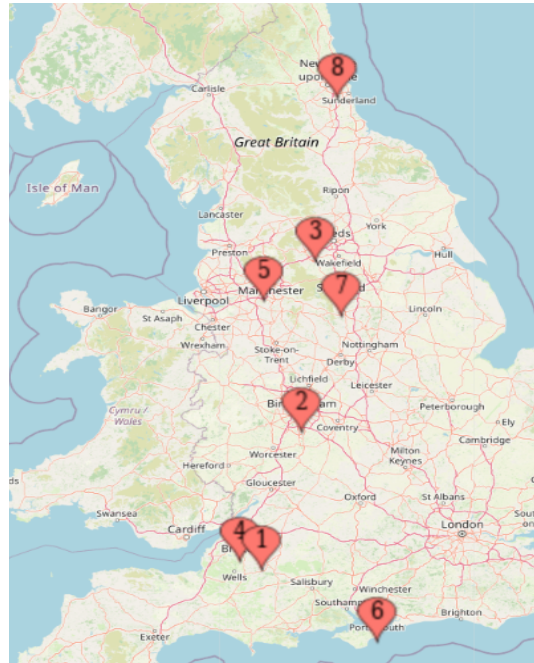 8
New
upon
Sunderland
Carlisle
Great Britain
Isle of Man
Ripon
Lancaster
York
3
eds
Preston
Wakefield
Hull
5
7
Manchester
Liverpool
Bangor
St Asaph
Chester
Lincoln
Wrexham
Stoke-on-
Trent
Nottingham
Derby
Lichfield
Leicester
Peterborough
2
Cymru /
Wales
Coventry
Ely
Cambridge
Worcester
Milton
Keynes
Hereford
Gloucester
Swansea
Oxford
St Albans
Cardiff
4
1
London
Wells
Salisbury
Winchester
6
Brighton
Exeter